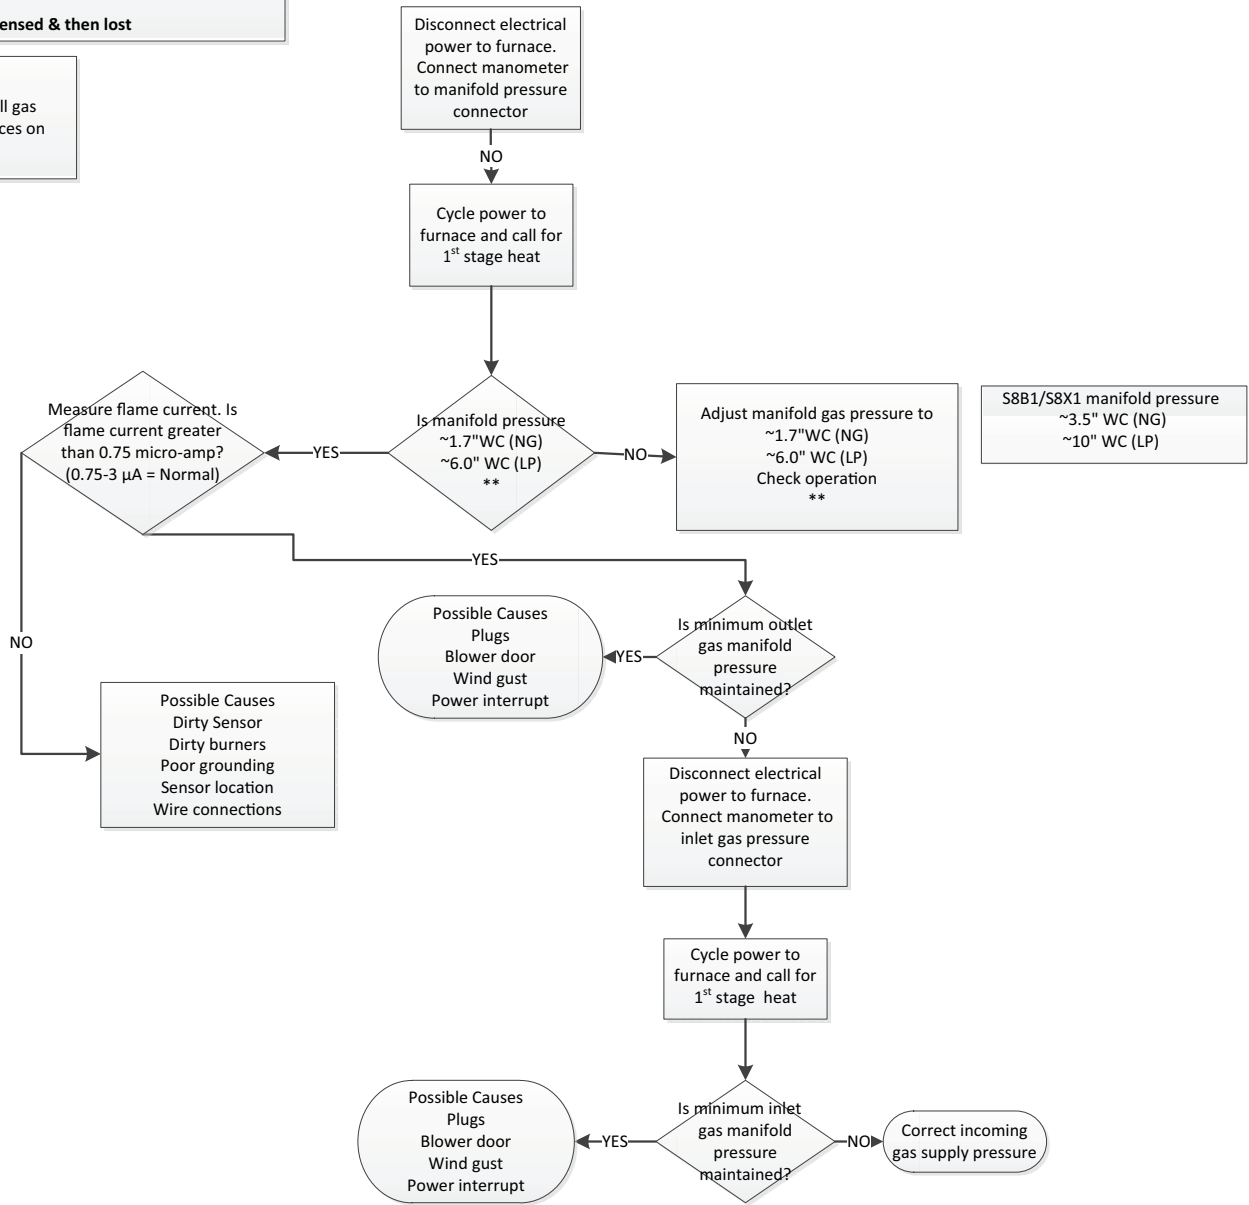 & then lost
gas
on
Disconnect electrical
power to furnace.
Connect manometer
to manifold pressure
connector
NO
Cycle power to
furnace and call for
1st stage heat
Measure flame current. Is
flame current greater
than 0.75 micro-amp?
(0.75-3 µA = Normal)
YES
Is manifold pressure
~1.7"WC (NG)
~6.0" WC (LP)
**
NO
Adjust manifold gas pressure to
~1.7"WC (NG)
~6.0" WC (LP)
Check operation
**
S8B1/S8X1 manifold pressure
~3.5" WC (NG)
~10" WC (LP)
YES
NO
Possible Causes
Dirty Sensor
Dirty burners
Poor grounding
Sensor location
Wire connections
Possible Causes
Plugs
Blower door
Wind gust
Power interrupt
YES
Is minimum outlet
gas manifold
pressure
maintained?
NO
Disconnect electrical
power to furnace.
Connect manometer to
inlet gas pressure
connector
Cycle power to
furnace and call for
1st stage heat
Possible Causes
Plugs
Blower door
Wind gust
Power interrupt
YES
Is minimum inlet
gas manifold
pressure
maintained?
NO
Correct incoming
gas supply pressure